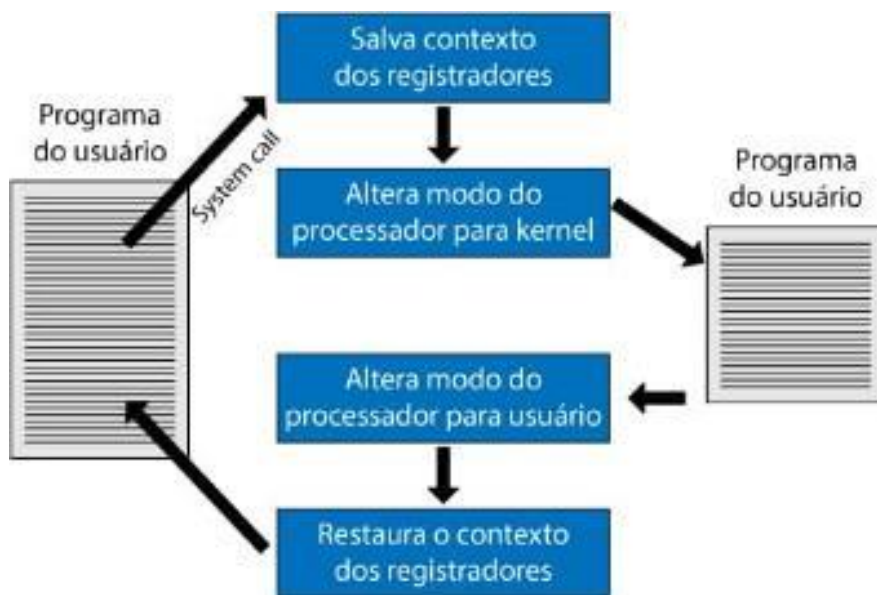 Salva contexto
dos registradores
Programa
do usuário
System call
Altera modo do
processador para kernel
Programa
do usuário
Altera modo do
processador para usuário
Restaura o contexto
dos registradores